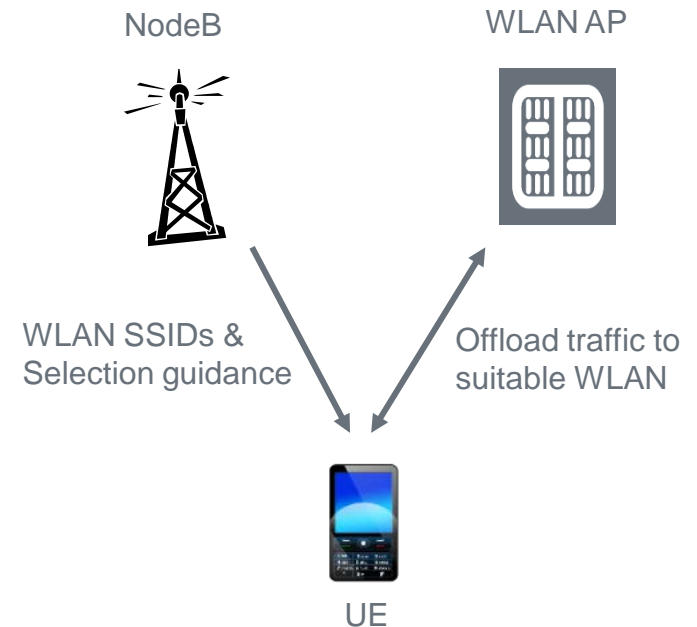 NodeB
WLAN AP
WLAN SSIDs &
Selection guidance
Offload traffic to
suitable WLAN
UE